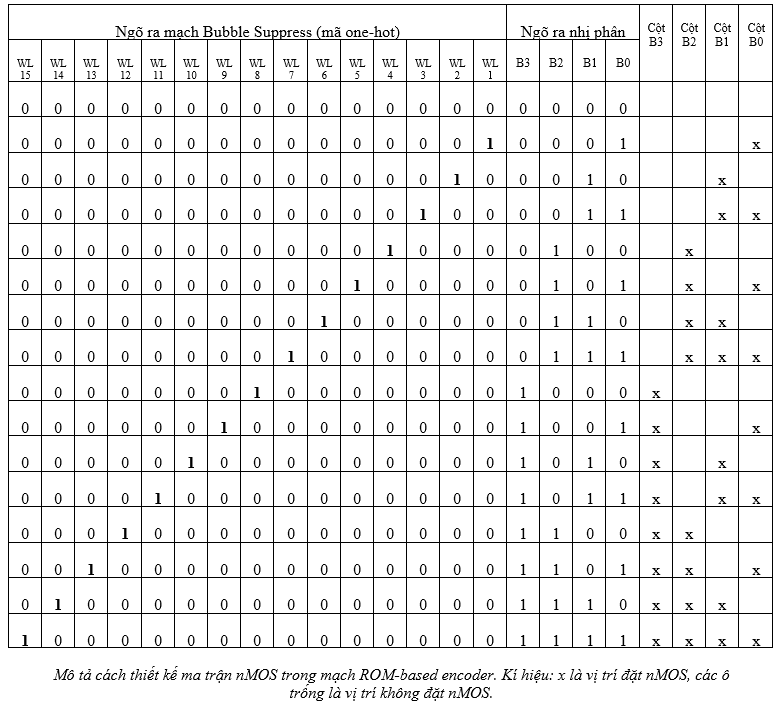 Ngõ ra mạch Bubble Suppress (mã one-hot) Ngõ ra nhị phân Cột B3 Cột B2 Cột B1 Cột B0
WL 15 WL 14 WL 13 WL 12 WL 11 WL 10 WL 9 WL 8 WL 7 WL 6 WL 5 WL 4 WL 3 WL 2 WL 1 B3 B2 B1 B0
0 0 0 0 0 0 0 0 0 0 0 0 0 0 0 0 0 0 0
0 0 0 0 0 0 0 0 0 0 0 0 0 0 1 0 0 0 1 x
0 0 0 0 0 0 0 0 0 0 0 0 0 1 0 0 0 1 0 x
0 0 0 0 0 0 0 0 0 0 0 0 1 0 0 0 0 1 1 x x
0 0 0 0 0 0 0 0 0 0 0 1 0 0 0 0 1 0 0 x
0 0 0 0 0 0 0 0 0 0 1 0 0 0 0 0 1 0 1 x x
0 0 0 0 0 0 0 0 0 1 0 0 0 0 0 0 1 1 0 x x
0 0 0 0 0 0 0 0 1 0 0 0 0 0 0 0 1 1 1 x x x
0 0 0 0 0 0 0 1 0 0 0 0 0 0 0 1 0 0 0 x
0 0 0 0 0 0 1 0 0 0 0 0 0 0 0 1 0 0 1 x x
0 0 0 0 0 1 0 0 0 0 0 0 0 0 0 1 0 1 0 x x
0 0 0 0 1 0 0 0 0 0 0 0 0 0 0 1 0 1 1 x x x
0 0 0 1 0 0 0 0 0 0 0 0 0 0 0 1 1 0 0 x x
0 0 1 0 0 0 0 0 0 0 0 0 0 0 0 1 1 0 1 x x x
0 1 0 0 0 0 0 0 0 0 0 0 0 0 0 1 1 1 0 x x x
1 0 0 0 0 0 0 0 0 0 0 0 0 0 0 1 1 1 1 x x x x
Mô tả cách thiết kế ma trận nMOS trong mạch ROM-based encoder. Kí hiệu: x là vị trí đặt nMOS, các ô
trống là vị trí không đặt nMOS.